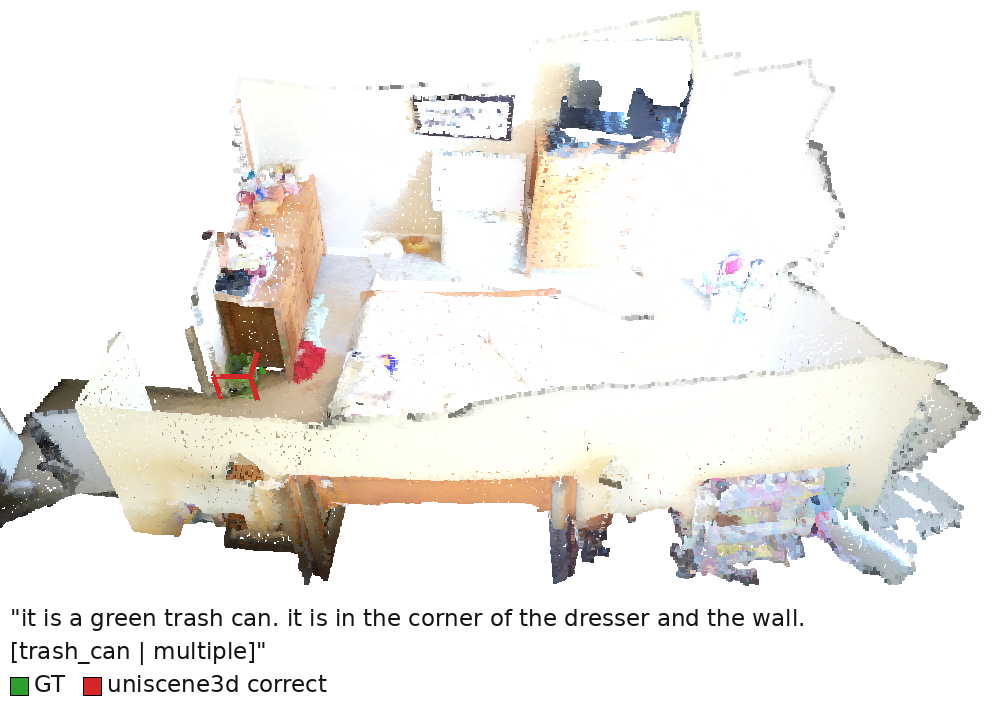 "it is a green trash can. it is in the corner of the dresser and the wall.
[trash_can | multiple]"
GT uniscene3d correct